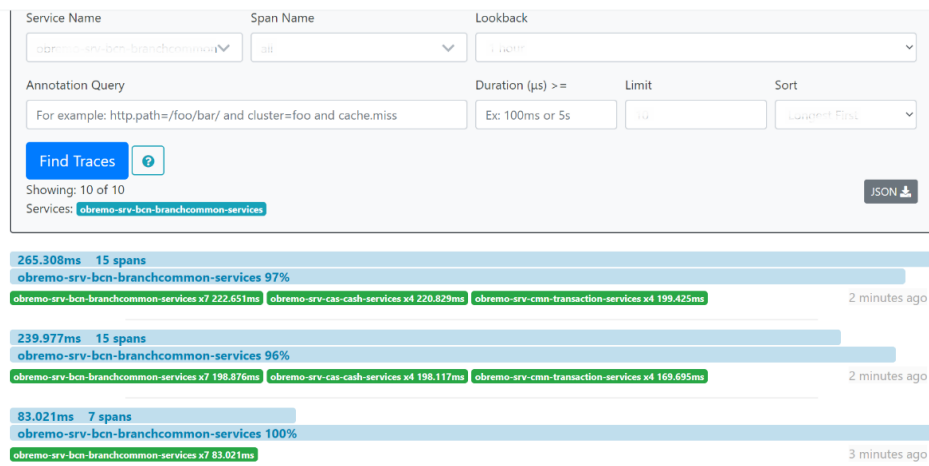 Service Name Span Name Lookback
all
Annotation Query Duration (μs) >= Limit Sort
For example: http.path=/foo/bar/ and cluster=foo and cache.miss Ex: 100ms or 5s 10 Longest First
Find Traces ?
Showing: 10 of 10
JSON
Services: obremo-srv-bcn-branchcommon-services
265.308ms 15 spans
obremo-srv-bcn-branchcommon-services 97%
obremo-srv-bcn-branchcommon-services x7 222.651ms obremo-srv-cas-cash-services x4 220.829ms obremo-srv-cmn-transaction-services x4 199.425ms 2 minutes ago
239.977ms 15 spans
obremo-srv-bcn-branchcommon-services 96%
obremo-srv-bcn-branchcommon-services x7 198.876ms obremo-srv-cas-cash-services x4 198.117ms obremo-srv-cmn-transaction-services x4 169.695ms 2 minutes ago
83.021ms 7 spans
obremo-srv-bcn-branchcommon-services 100%
obremo-srv-bcn-branchcommon-services x7 83.021ms 3 minutes ago